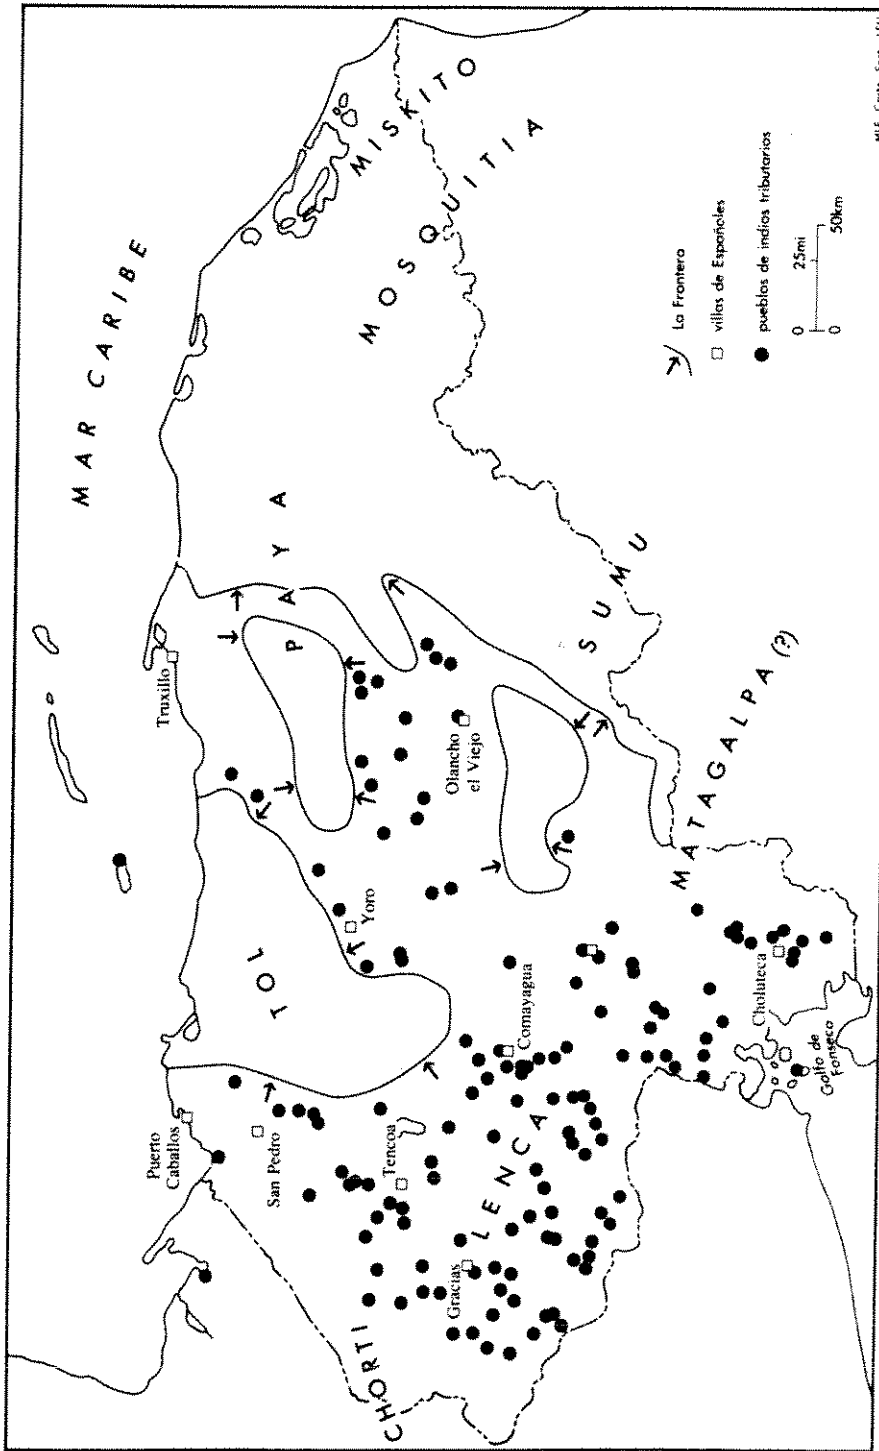 MAR CARIBE
MISKITO
MOSQUITIA
PAYA
SUMU
MATAGALPA (?)
TOL
LENCA
CHORTI
Truxillo
Puerto
Caballos
San Pedro
Tencoa
Yoro
Olancho
el Viejo
Comayagua
Gracias
Choluteca
Golfo de
Fonseca
La Frontera
villas de Españoles
pueblos de indios tributarios
0 25mi
0 50km